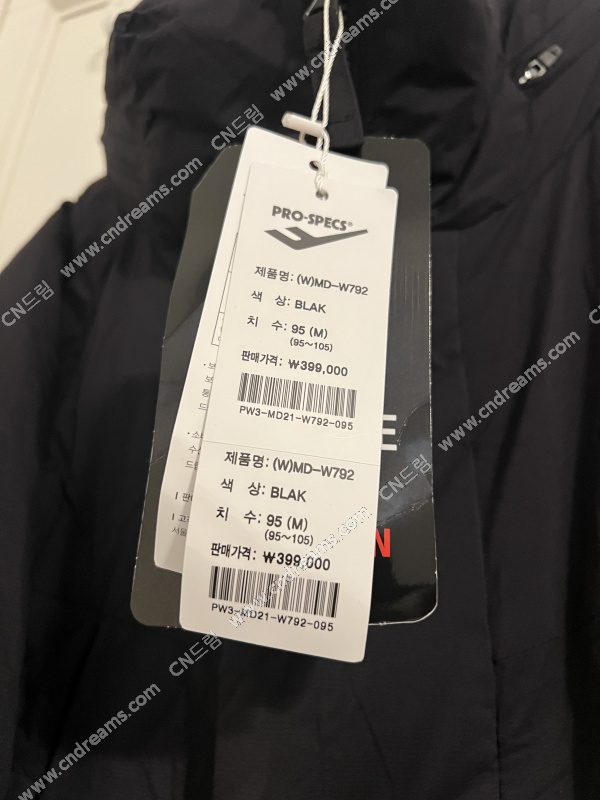 PRO-SPECS®
제품명: (W)MD-W792
색 상: BLAK
치 수: 95 (M)
(95~105)
판매가격: ₩399,000
PW3-MD21-W792-095
제품명: (W)MD-W792
색 상: BLAK
치 수: 95 (M)
(95~105)
판매가격: ₩399,000
PW3-MD21-W792-095
E
N
CN드림
www.cndreams.com